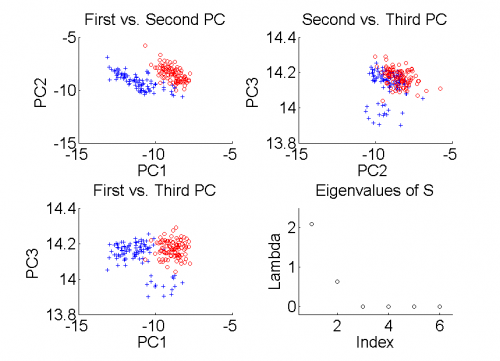 First vs. Second PC
-5
-10
-15
PC2
-15
-10
-5
PC1
Second vs. Third PC
14.4
14.2
14
13.8
PC3
-15
-10
-5
PC2
First vs. Third PC
14.4
14.2
14
13.8
PC3
-15
-10
-5
PC1
Eigenvalues of S
2
1
0
Lambda
2
4
6
Index